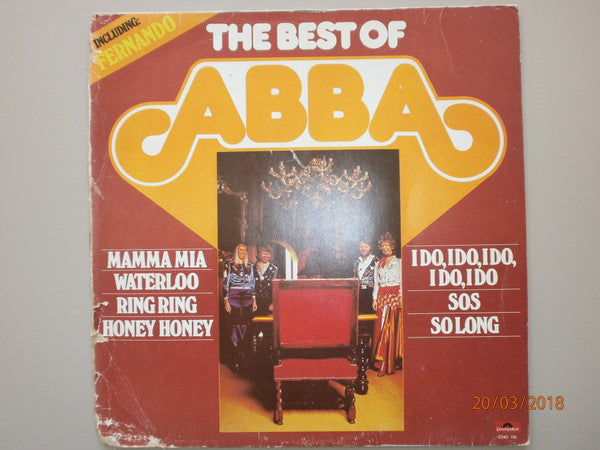 INCLUDING:
FERNANDO
THE BEST OF
ABBA
MAMMA MIA
WATERLOO
RING RING
HONEY HONEY
I DO, I DO, I DO,
I DO, I DO
SOS
SO LONG
20/03/2018